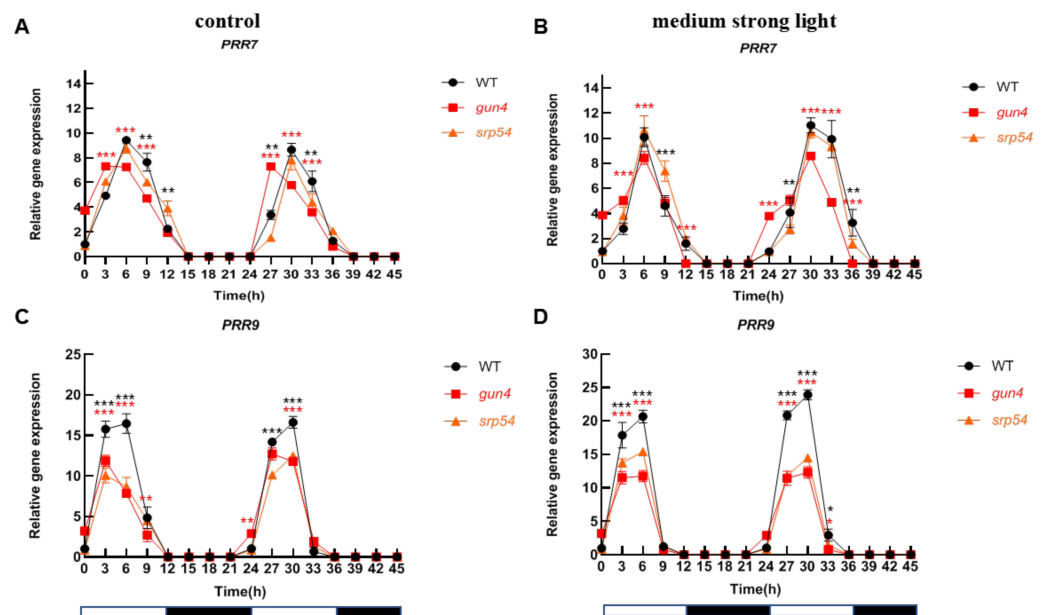 control
medium strong light
A
PRR7
Relative gene expression
14
12
10
8
6
4
2
0
*** *** ** *** ** ** *** *** ** ***
0 3 6 9 12 15 18 21 24 27 30 33 36 39 42 45
Time(h)
WT
gun4
srp54
B
PRR7
Relative gene expression
14
12
10
8
6
4
2
0
*** *** *** *** *** ** *** *** ** ***
0 3 6 9 12 15 18 21 24 27 30 33 36 39 42 45
Time(h)
WT
gun4
srp54
C
PRR9
Relative gene expression
25
20
15
10
5
0
*** *** *** *** ** ** *** *** ***
0 3 6 9 12 15 18 21 24 27 30 33 36 39 42 45
Time(h)
WT
gun4
srp54
D
PRR9
Relative gene expression
30
25
20
15
10
5
0
*** *** *** *** *** *** *** *** * *
0 3 6 9 12 15 18 21 24 27 30 33 36 39 42 45
Time(h)
WT
gun4
srp54